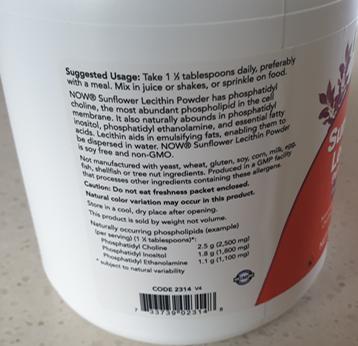 Suggested Usage: Take 1 ⅓ tablespoons daily, preferably
with a meal. Mix in juice or shakes, or sprinkle on food.
NOW® Sunflower Lecithin Powder has phosphatidyl
choline, the most abundant phospholipid in the cell
membrane. It also naturally abounds in phosphatidyl
inositol, phosphatidyl ethanolamine, and essential fatty
acids. Lecithin aids in emulsifying fats, enabling them to
be dispersed in water. NOW® Sunflower Lecithin Powder
is soy free and non-GMO.
Not manufactured with yeast, wheat, gluten, soy, corn, milk, egg,
fish, shellfish or tree nut ingredients. Produced in a GMP facility
that processes other ingredients containing these allergens.
Caution: Do not eat freshness packet enclosed.
Natural color variation may occur in this product.
Store in a cool, dry place after opening.
This product is sold by weight not volume.
Naturally occurring phospholipids (example)
(per serving) (1 ⅓ tablespoons)*:
Phosphatidyl Choline 2.5 g (2,500 mg)
Phosphatidyl Inositol 1.8 g (1,800 mg)
Phosphatidyl Ethanolamine 1.1 g (1,100 mg)
* subject to natural variability
CODE 2314 V4
7 33739 02314 8